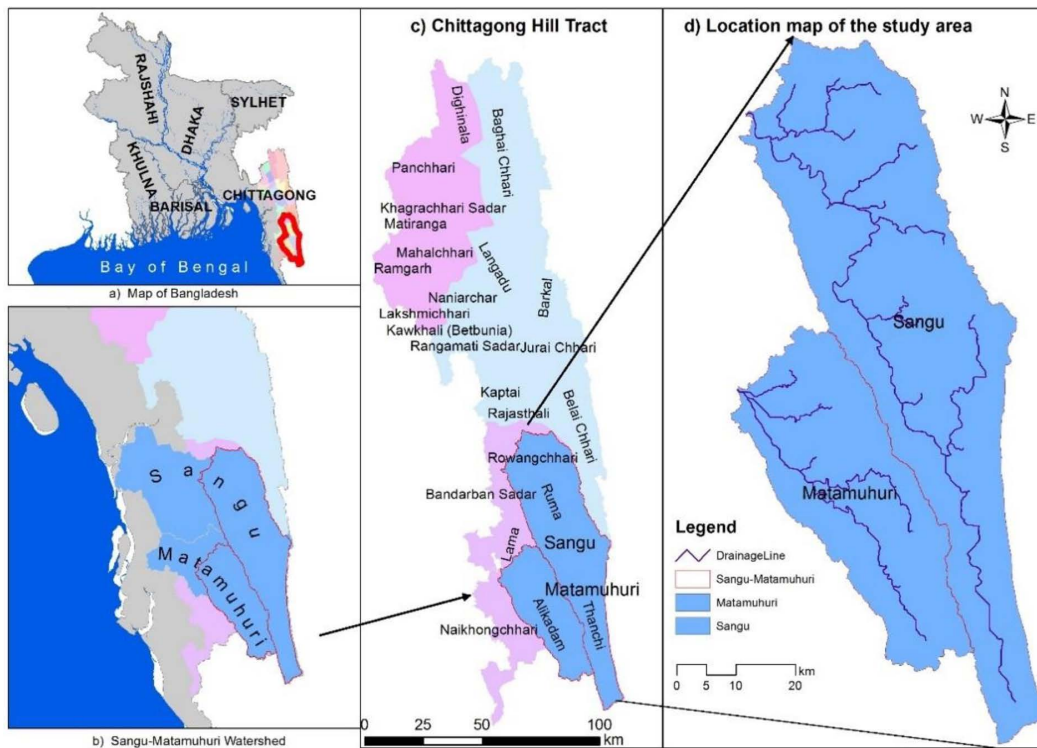 RAJSHAHI
DHAKA
SYLHET
KHULNA
BARISAL
CHITTAGONG
Bay of Bengal
a) Map of Bangladesh
Sangu
Matamuhuri
b) Sangu-Matamuhuri Watershed
c) Chittagong Hill Tract
Dighinala
Baghai Chhari
Panchhari
Khagrachhari Sadar
Matiranga
Mahalchhari
Langadu
Ramgarh
Barkal
Naniarchar
Lakshmichhari
Kawkhali (Betbunia)
Rangamati Sadar
Jurai Chhari
Kaptai
Belai Chhari
Rajasthali
Rowangchhari
Bandarban Sadar
Ruma
Lama
Sangu
Matamuhuri
Alikadam
Thanchi
Naikhongchhari
0 25 50 100
km
d) Location map of the study area
N
W E
S
Sangu
Matamuhuri
Legend
DrainageLine
Sangu-Matamuhuri
Matamuhuri
Sangu
km
0 5 10 20